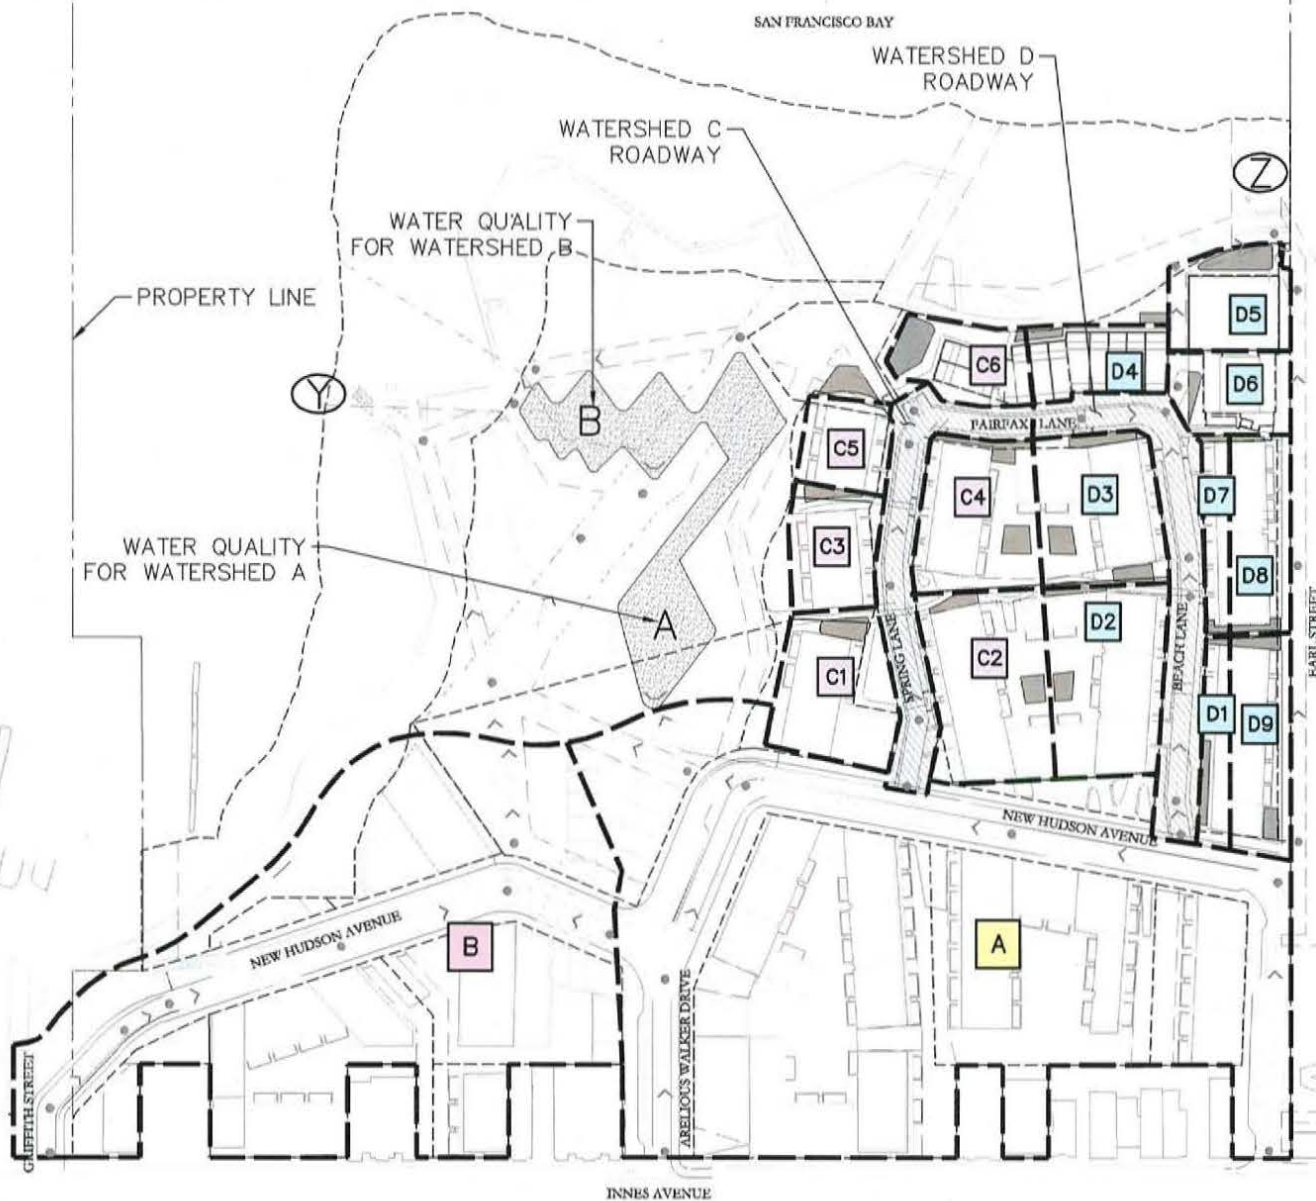 SAN FRANCISCO BAY
WATERSHED D
ROADWAY
WATERSHED C
ROADWAY
Z
WATER QUALITY
FOR WATERSHED B
PROPERTY LINE
D5
C6
D4
D6
Y
B
FAIRFAX LANE
C5
C4
D3
D7
C3
WATER QUALITY
FOR WATERSHED A
D8
A
D2
EARL STREET
C1
SPRING LANE
C2
BEACH LANE
D1
D9
NEW HUDSON AVENUE
NEW HUDSON AVENUE
B
A
ARELIOUS WALKER DRIVE
GRIFFITH STREET
INNES AVENUE